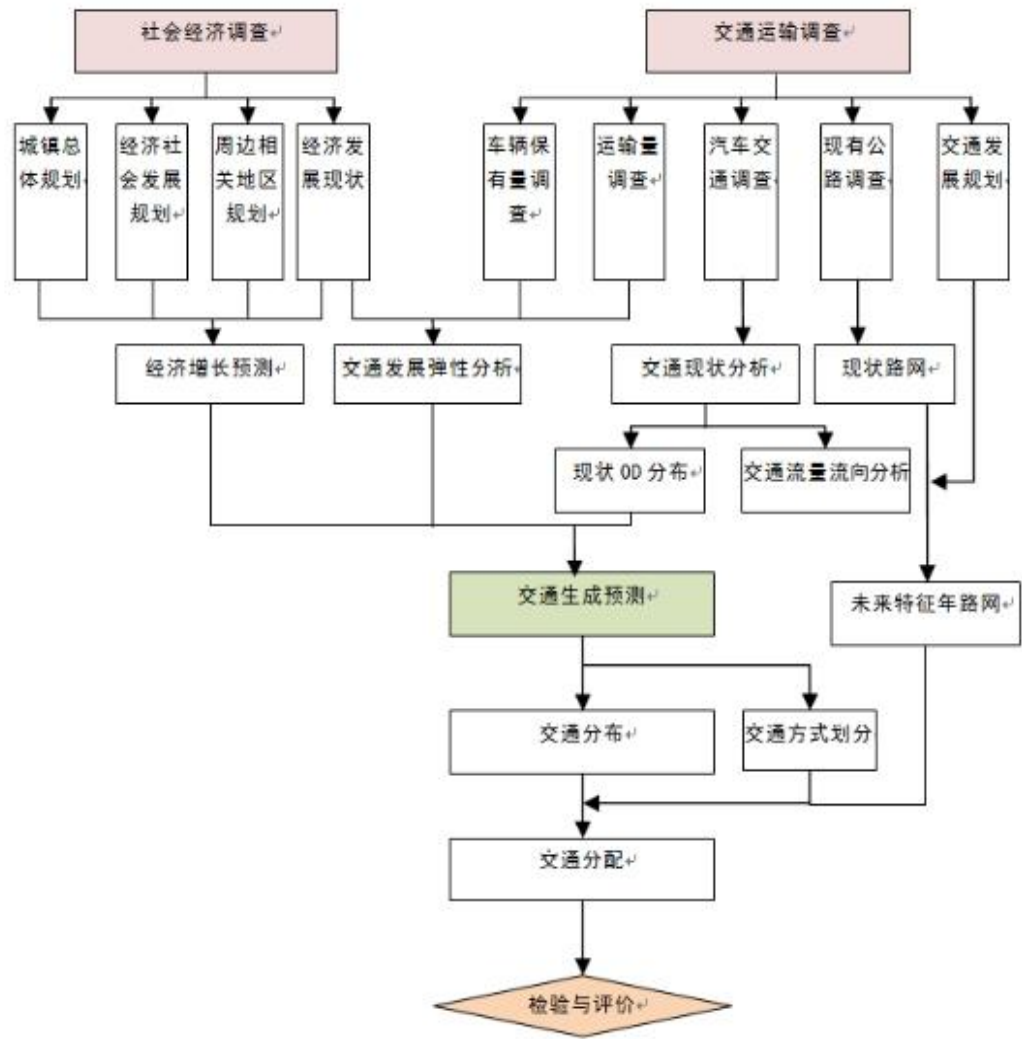 社会经济调查
交通运输调查
城镇总
体规划
经济社
会发展
规划
周边相
关地区
规划
经济发
展现状
车辆保
有量调
查
运输量
调查
汽车交
通调查
现有公
路调查
交通发
展规划
经济增长预测
交通发展弹性分析
交通现状分析
现状路网
现状 OD 分布
交通流量流向分析
交通生成预测
未来特征年路网
交通分布
交通方式划分
交通分配
检验与评价